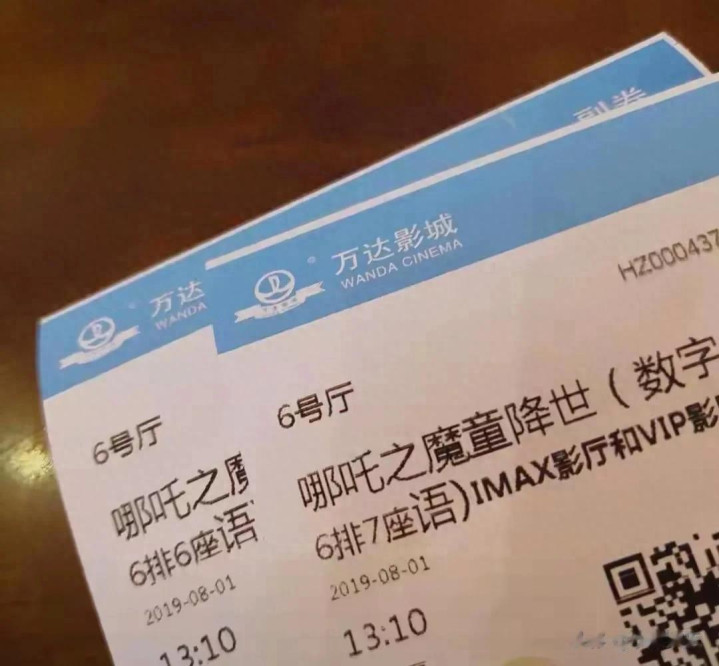 副券
万达
WANDA
6号厅
哪吒之魔
6排6座语
2019-08-01
13:10
万达影城
WANDA CINEMA
HZ000437
6号厅
哪吒之魔童降世（数字
6排7座语)IMAX影厅和VIP影
2019-08-01
13:10